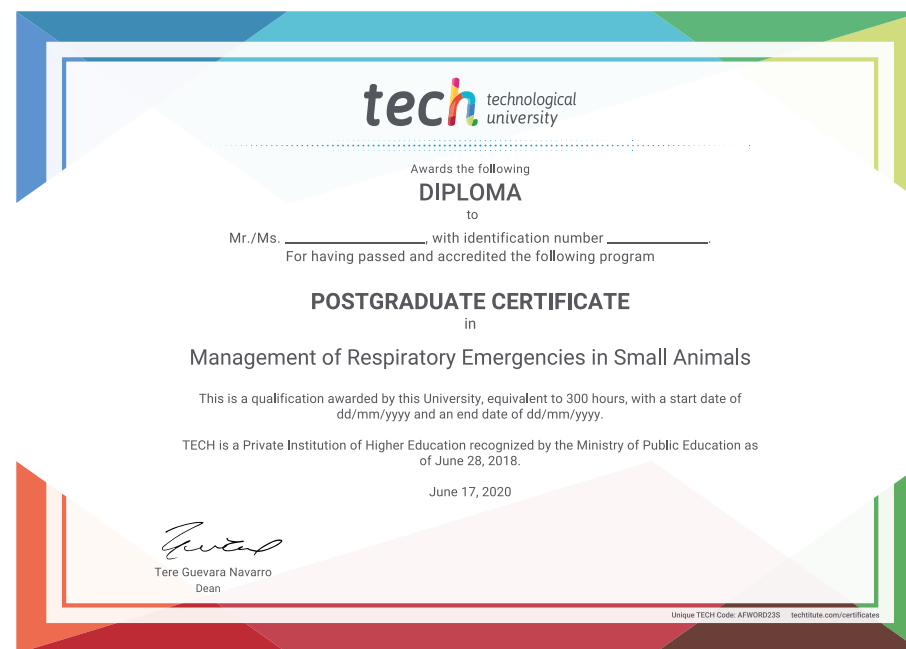 tech technological
university
Awards the following
DIPLOMA
to
Mr./Ms. ____________________, with identification number ______________.
For having passed and accredited the following program
POSTGRADUATE CERTIFICATE
in
Management of Respiratory Emergencies in Small Animals
This is a qualification awarded by this University, equivalent to 300 hours, with a start date of
dd/mm/yyyy and an end date of dd/mm/yyyy.
TECH is a Private Institution of Higher Education recognized by the Ministry of Public Education as
of June 28, 2018.
June 17, 2020
Tere Guevara Navarro
Dean
Unique TECH Code: AFWORD23S techtitute.com/certificates